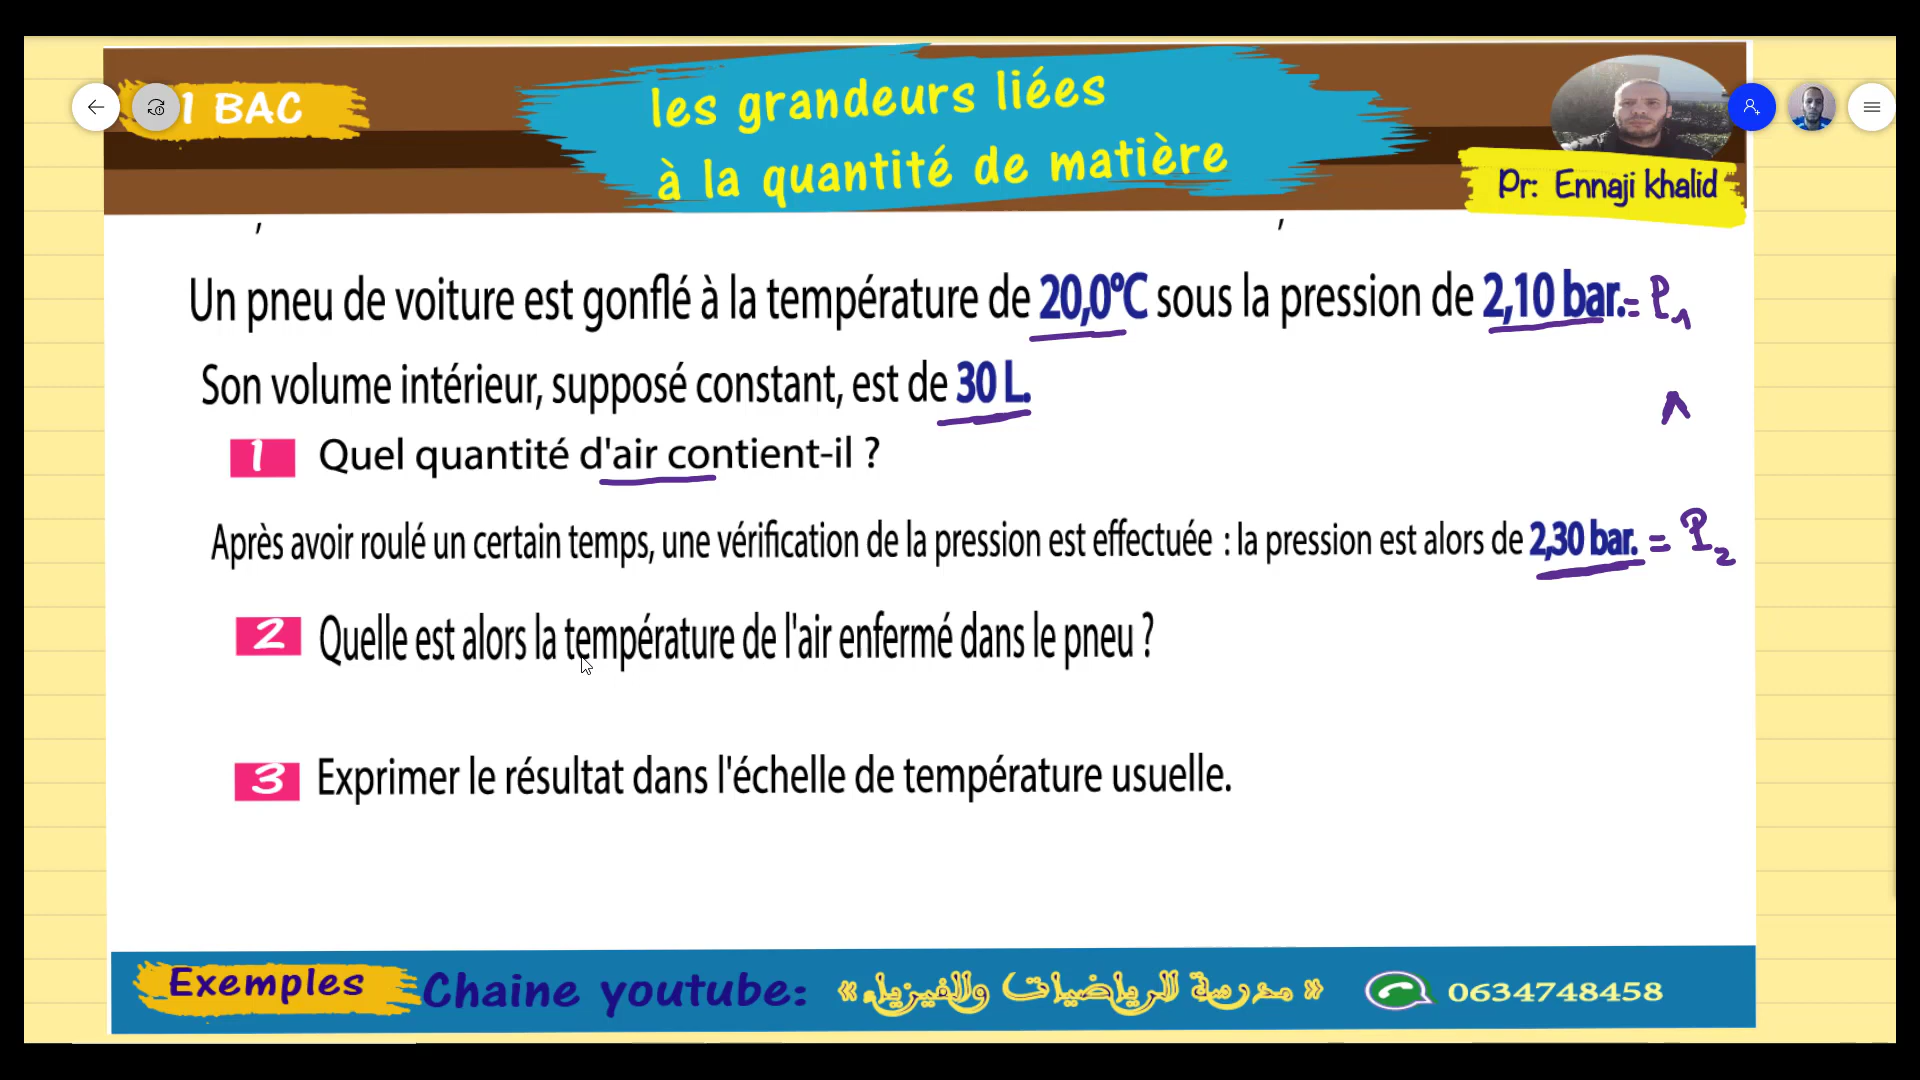 1 BAC
les grandeurs liées
à la quantité de matière
Pr: Ennaji khalid
Un pneu de voiture est gonflé à la température de 20,0°C sous la pression de 2,10 bar. = P1
Son volume intérieur, supposé constant, est de 30 L.
1 Quel quantité d'air contient-il ?
Après avoir roulé un certain temps, une vérification de la pression est effectuée : la pression est alors de 2,30 bar. = P2
2 Quelle est alors la température de l'air enfermé dans le pneu ?
3 Exprimer le résultat dans l'échelle de température usuelle.
Exemples Chaine youtube: « مدرسة الرياضيات والفيزياء » 0634748458